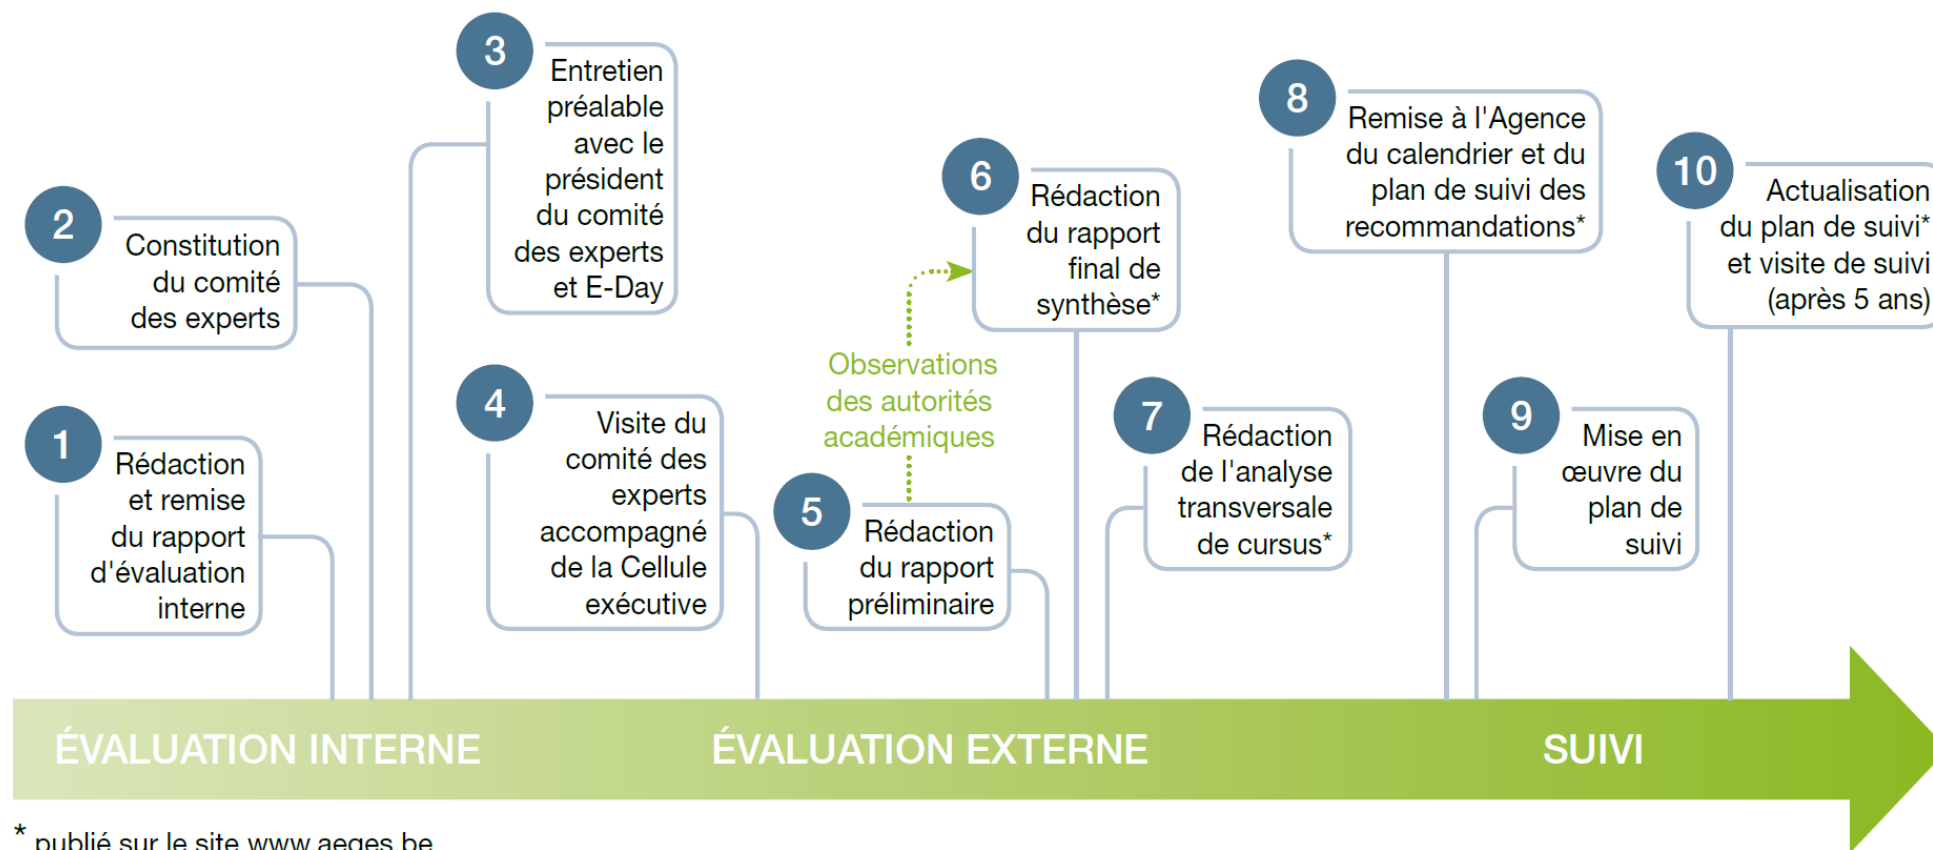 1
Rédaction
et remise
du rapport
d'évaluation
interne
2
Constitution
du comité
des experts
3
Entretien
préalable
avec le
président
du comité
des experts
et E-Day
4
Visite du
comité des
experts
accompagné
de la Cellule
exécutive
5
Rédaction
du rapport
préliminaire
Observations
des autorités
académiques
6
Rédaction
du rapport
final de
synthèse*
7
Rédaction
de l'analyse
transversale
de cursus*
8
Remise à l'Agence
du calendrier et du
plan de suivi des
recommandations*
9
Mise en
œuvre du
plan de
suivi
10
Actualisation
du plan de suivi*
et visite de suivi
(après 5 ans)
ÉVALUATION INTERNE
ÉVALUATION EXTERNE
SUIVI
* publié sur le site www.aeqes.be